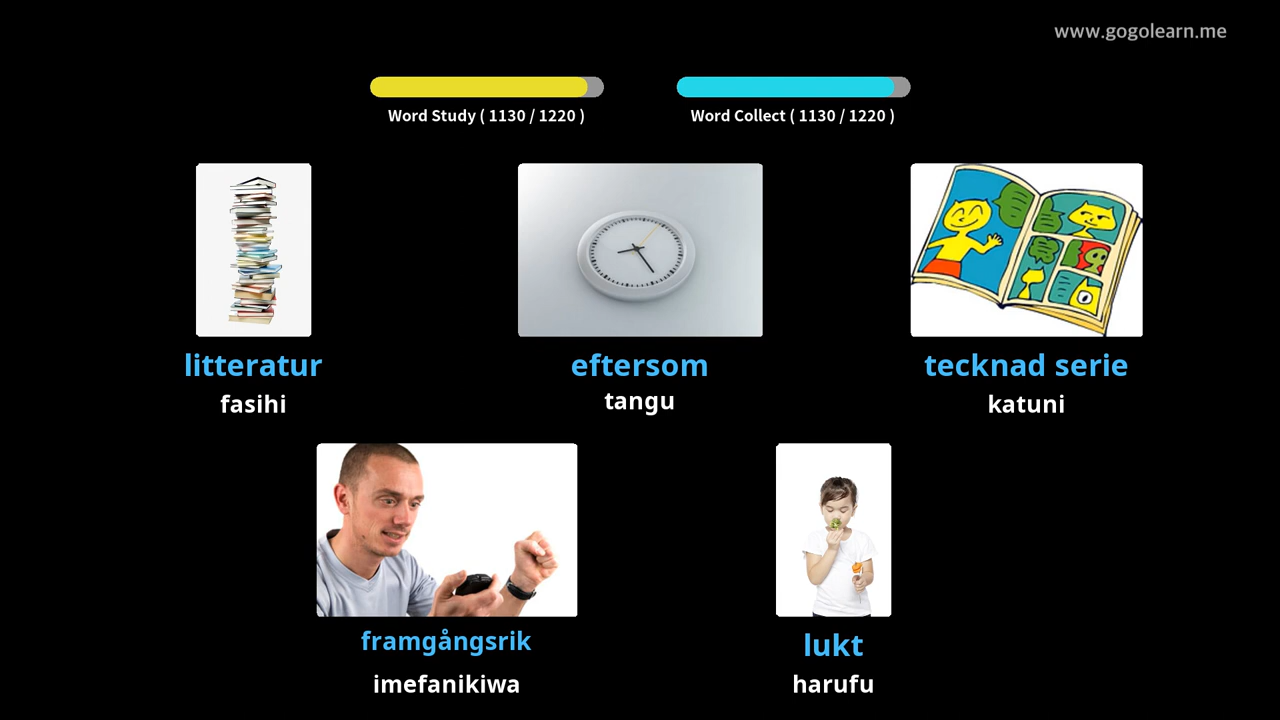 www.gogolearn.me
Word Study ( 1130 / 1220 )
Word Collect ( 1130 / 1220 )
litteratur
fasihi
eftersom
tangu
tecknad serie
katuni
framgångsrik
imefanikiwa
lukt
harufu